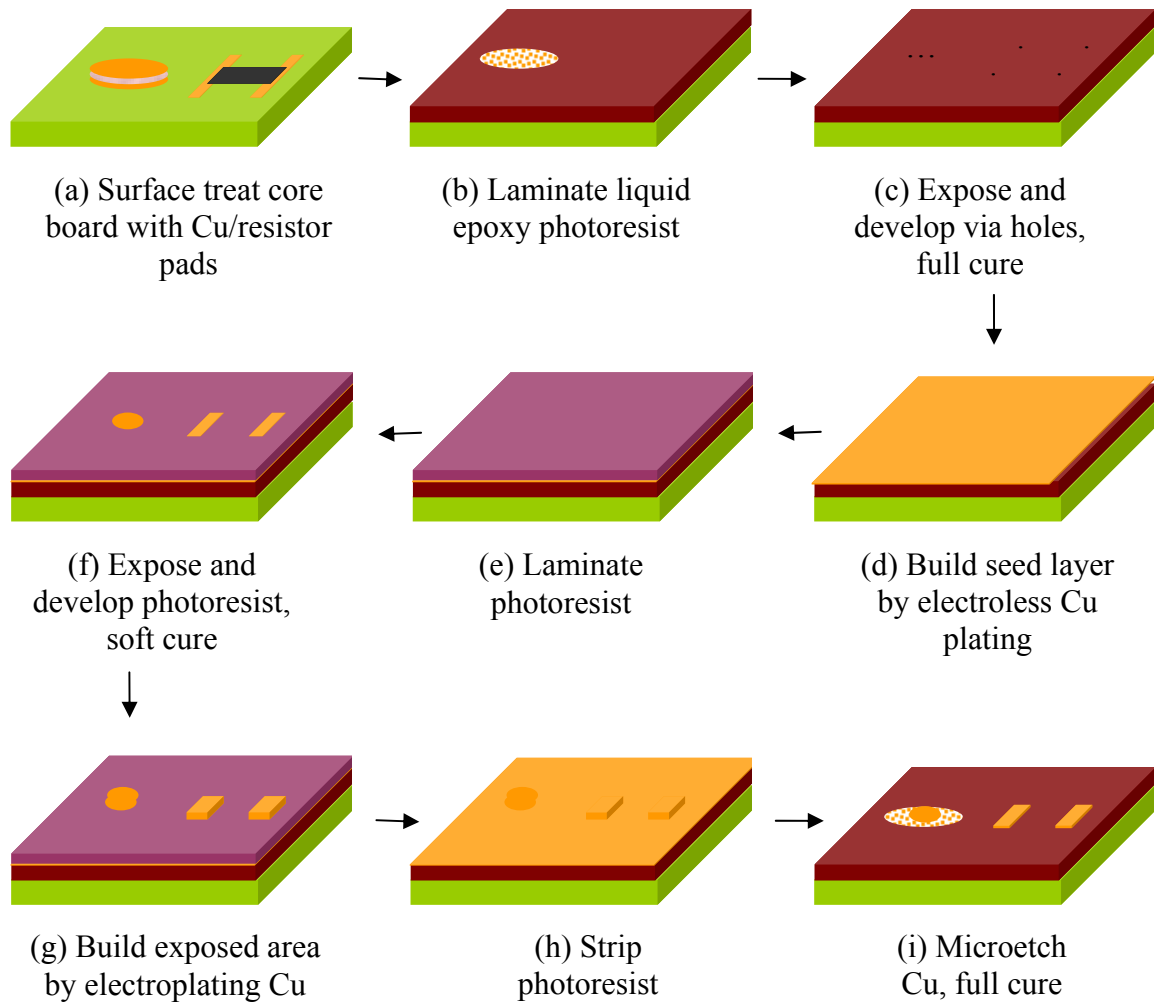 (a) Surface treat core
board with Cu/resistor
pads
(b) Laminate liquid
epoxy photoresist
(c) Expose and
develop via holes,
full cure
(f) Expose and
develop photoresist,
soft cure
(e) Laminate
photoresist
(d) Build seed layer
by electroless Cu
plating
(g) Build exposed area
by electroplating Cu
(h) Strip
photoresist
(i) Microetch
Cu, full cure